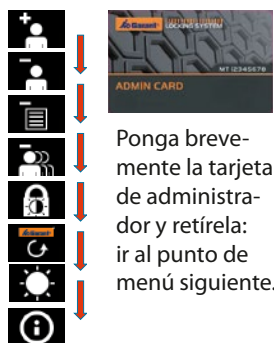 LOCKING SYSTEM
MT 12345678
ADMIN CARD
Ponga breve-
mente la tarjeta
de administra-
dor y retírela:
ir al punto de
menú siguiente.